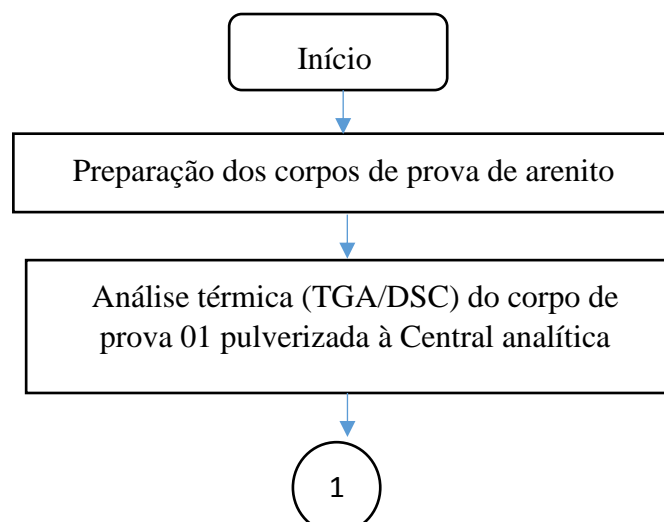 Início
Preparação dos corpos de prova de arenito
Análise térmica (TGA/DSC) do corpo de
prova 01 pulverizada à Central analítica
1